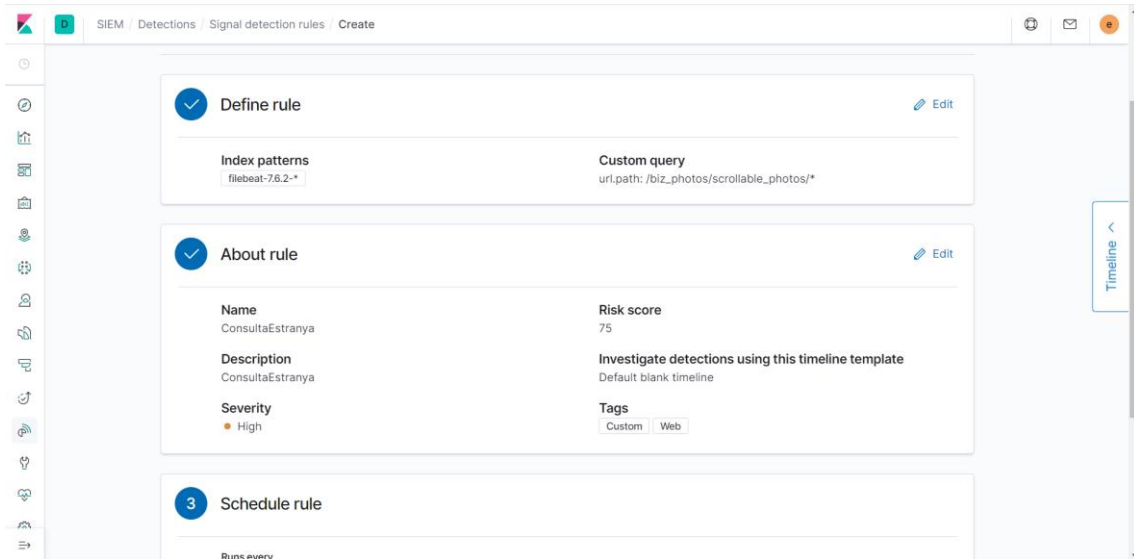 D SIEM / Detections / Signal detection rules / Create e
Define rule Edit
Index patterns Custom query
filebeat-7.6.2-* url.path: /biz_photos/scrollable_photos/*
About rule Edit
Name Risk score
ConsultaEstranya 75
Description Investigate detections using this timeline template
ConsultaEstranya Default blank timeline
Severity Tags
High Custom Web
Timeline
3 Schedule rule
Runs every